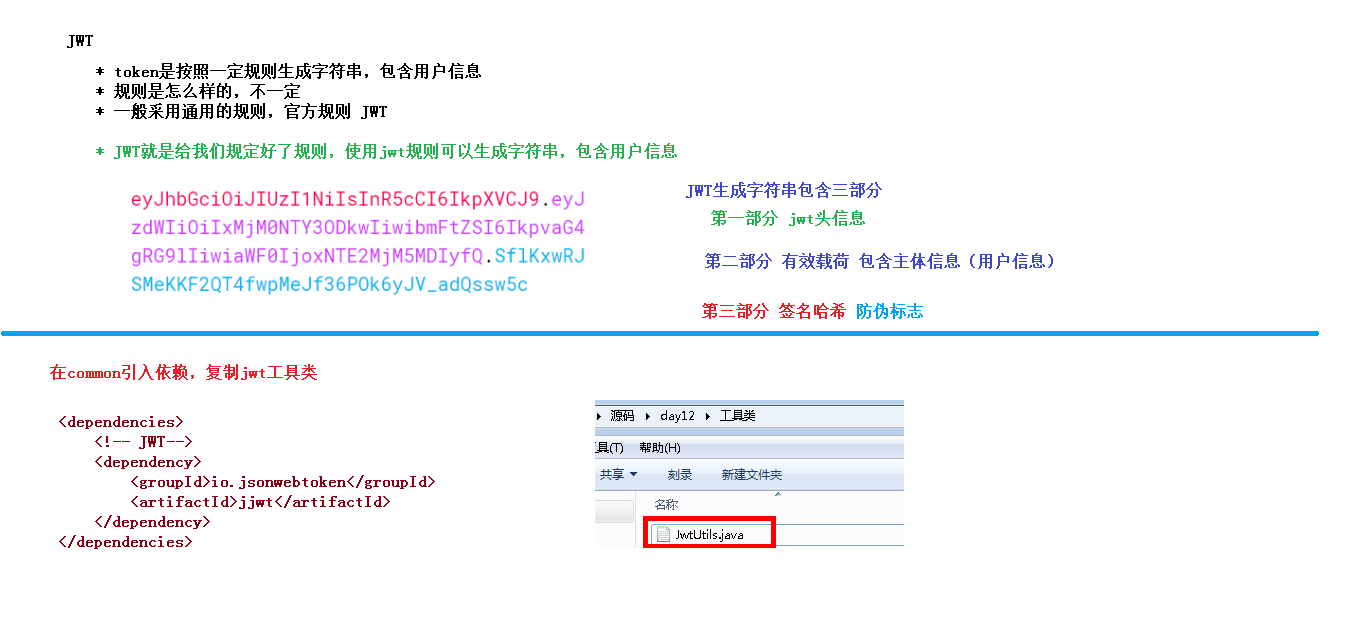 JWT
* token是按照一定规则生成字符串，包含用户信息
* 规则是怎么样的，不一定
* 一般采用通用的规则，官方规则 JWT
* JWT就是给我们规定好了规则，使用jwt规则可以生成字符串，包含用户信息
eyJhbGciOiJIUzI1NiIsInR5cCI6IkpXVCJ9.eyJ
zdWIiOiIxMjM0NTY3ODkwIiwibmFtZSI6IkpvaG4
gRG9lIiwiaWF0IjoxNTE2MjM5MDIyfQ.SflKxwRJ
SMeKKF2QT4fwpMeJf36POk6yJV_adQssw5c
JWT生成字符串包含三部分
第一部分 jwt头信息
第二部分 有效载荷 包含主体信息（用户信息）
第三部分 签名哈希 防伪标志
在common引入依赖，复制jwt工具类
<dependencies>
<!-- JWT-->
<dependency>
<groupId>io.jsonwebtoken</groupId>
<artifactId>jjwt</artifactId>
</dependency>
</dependencies>
源码 day12 工具类
具(T) 帮助(H)
共享 刻录 新建文件夹
名称
JwtUtils.java